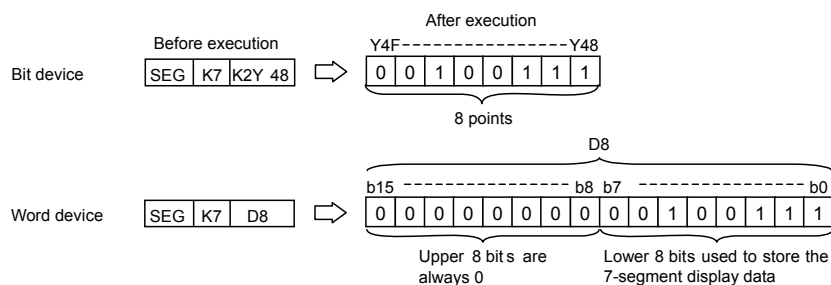 Before execution
After execution
Y4F Y48
Bit device
SEG K7 K2Y 48
0 0 1 0 0 1 1 1
8 points
D8
b15 b8 b7 b0
Word device
SEG K7 D8
0 0 0 0 0 0 0 0 0 0 1 0 0 1 1 1
Upper 8 bits are
always 0
Lower 8 bits used to store the
7-segment display data